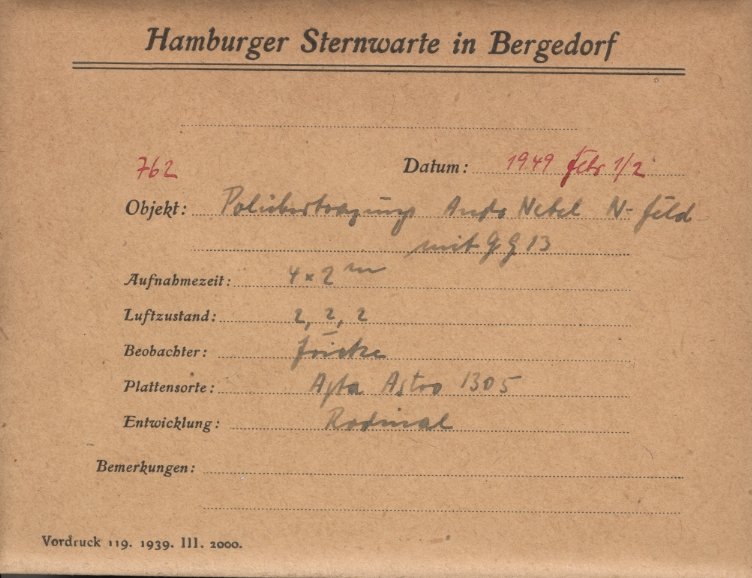 Hamburger Sternwarte in Bergedorf
762 Datum: 1949 Febr 1/2
Objekt: Polübertragung Andr. Nebel N-Feld
mit GG 13
Aufnahmezeit: 4 × 2 m
Luftzustand: 2, 2, 2
Beobachter:
Plattensorte: Agfa Astro 1305
Entwicklung: Rodinal
Bemerkungen:
Vordruck 119. 1939. III. 2000.